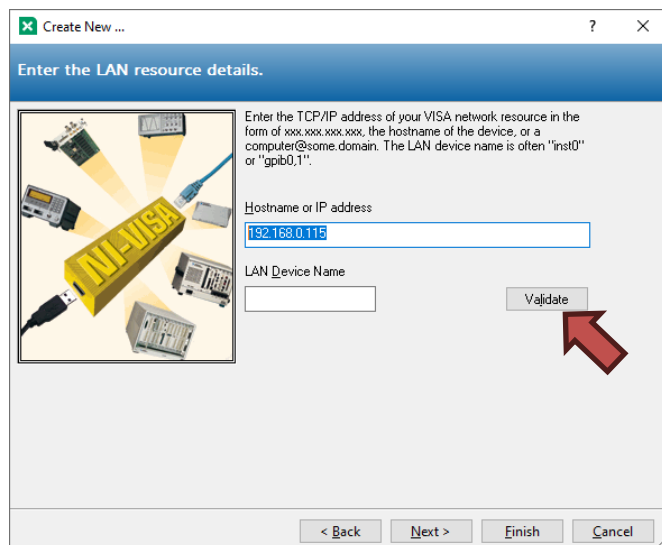 Create New ...
?
Enter the LAN resource details.
Enter the TCP/IP address of your VISA network resource in the
form of xxx.xxx.xxx.xxx, the hostname of the device, or a
computer@some.domain. The LAN device name is often "inst0"
or "gpib0,1".
NI-VISA
Hostname or IP address
192.168.0.115
LAN Device Name
Validate
< Back
Next >
Finish
Cancel